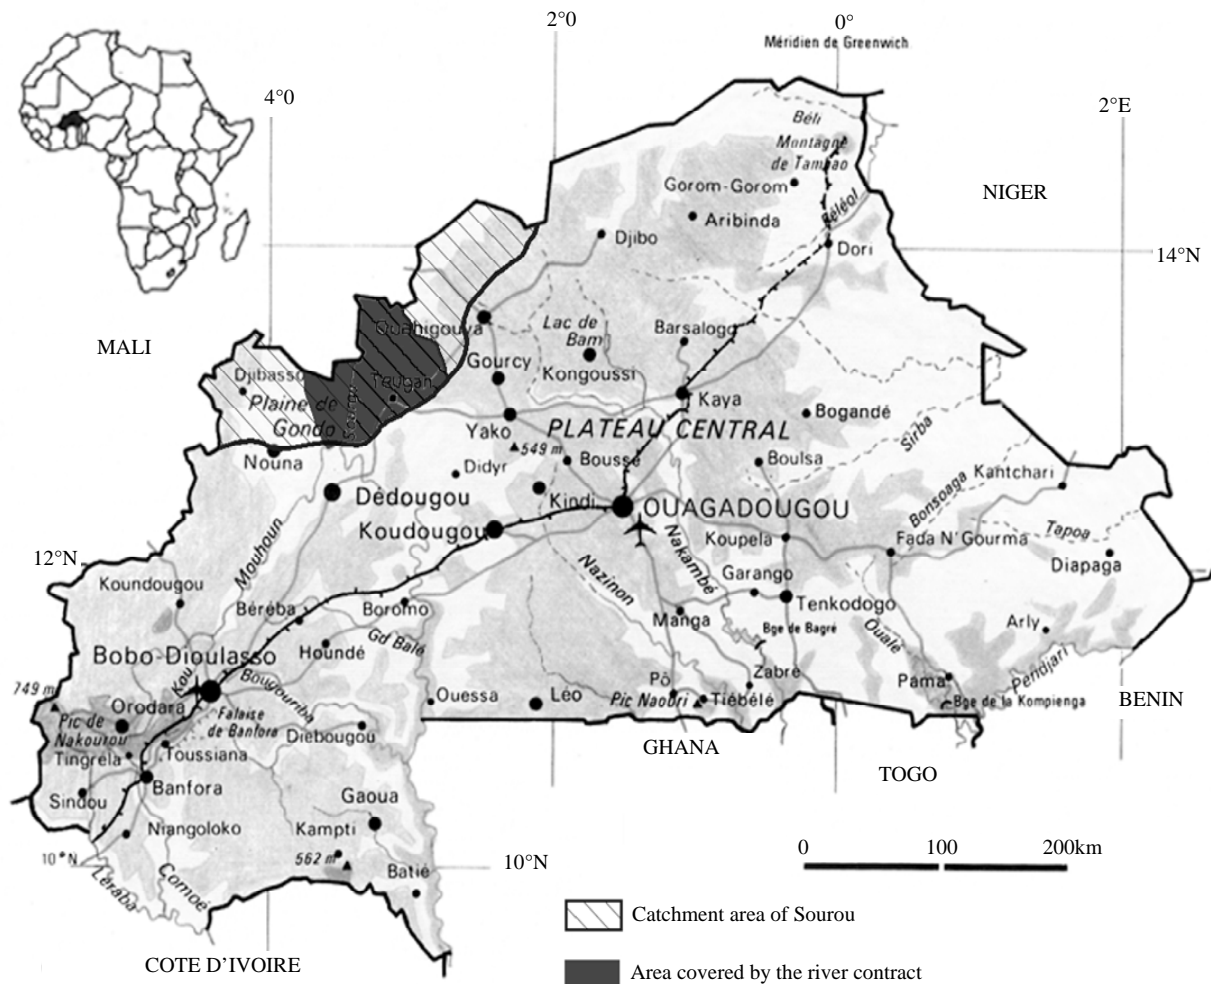 2°0
0°
Méridien de Greenwich
4°0
2°E
Béli
Montagne
de Tambao
Gorom-Gorom
NIGER
Aribinda
Béléol
Djibo
Dori
14°N
MALI
Ouahigouya
Lac de
Bam
Barsalogo
Gourcy
Kongoussi
Djibasso
Tougan
Plaine de
Gondo
Sourou
Kaya
Bogandé
Yako
PLATEAU CENTRAL
549 m
Sirba
Nouna
Didyr
Boussé
Boulsa
Kantchari
Bonsoaga
Dédougou
Kindi
OUAGADOUGOU
Koudougou
Tapoa
Mouhoun
Koupela
Fada N'Gourma
12°N
Nakambé
Diapaga
Koundougou
Nazinon
Garango
Béréba
Boromo
Tenkodogo
Manga
Arly
Gd Balé
Bge de Bagré
Oualé
Houndé
Bobo-Dioulasso
Kou
Bougouriba
Zabré
Pendjari
Pô
Pama
749 m
Ouessa
Léo
Pic Naobri
Tiébélé
Bge de la Kompienga
BENIN
Orodara
Pic de
Nakourou
Falaise
de Banfora
Diebougou
GHANA
Tingrela
Toussiana
TOGO
Banfora
Sindou
Gaoua
Niangoloko
Kampti
0
100
200km
10°N
562 m
10°N
Batié
Léraba
Comoé
Catchment area of Sourou
COTE D'IVOIRE
Area covered by the river contract